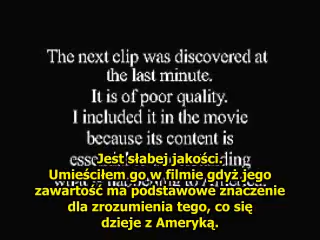 The next clip was discovered at
the last minute.
It is of poor quality.
I included it in the movie
because its content is
Jest słabej jakości.
Umieściłem go w filmie gdyż jego
zawartość ma podstawowe znaczenie
dla zrozumienia tego, co się
dzieje z Ameryką.